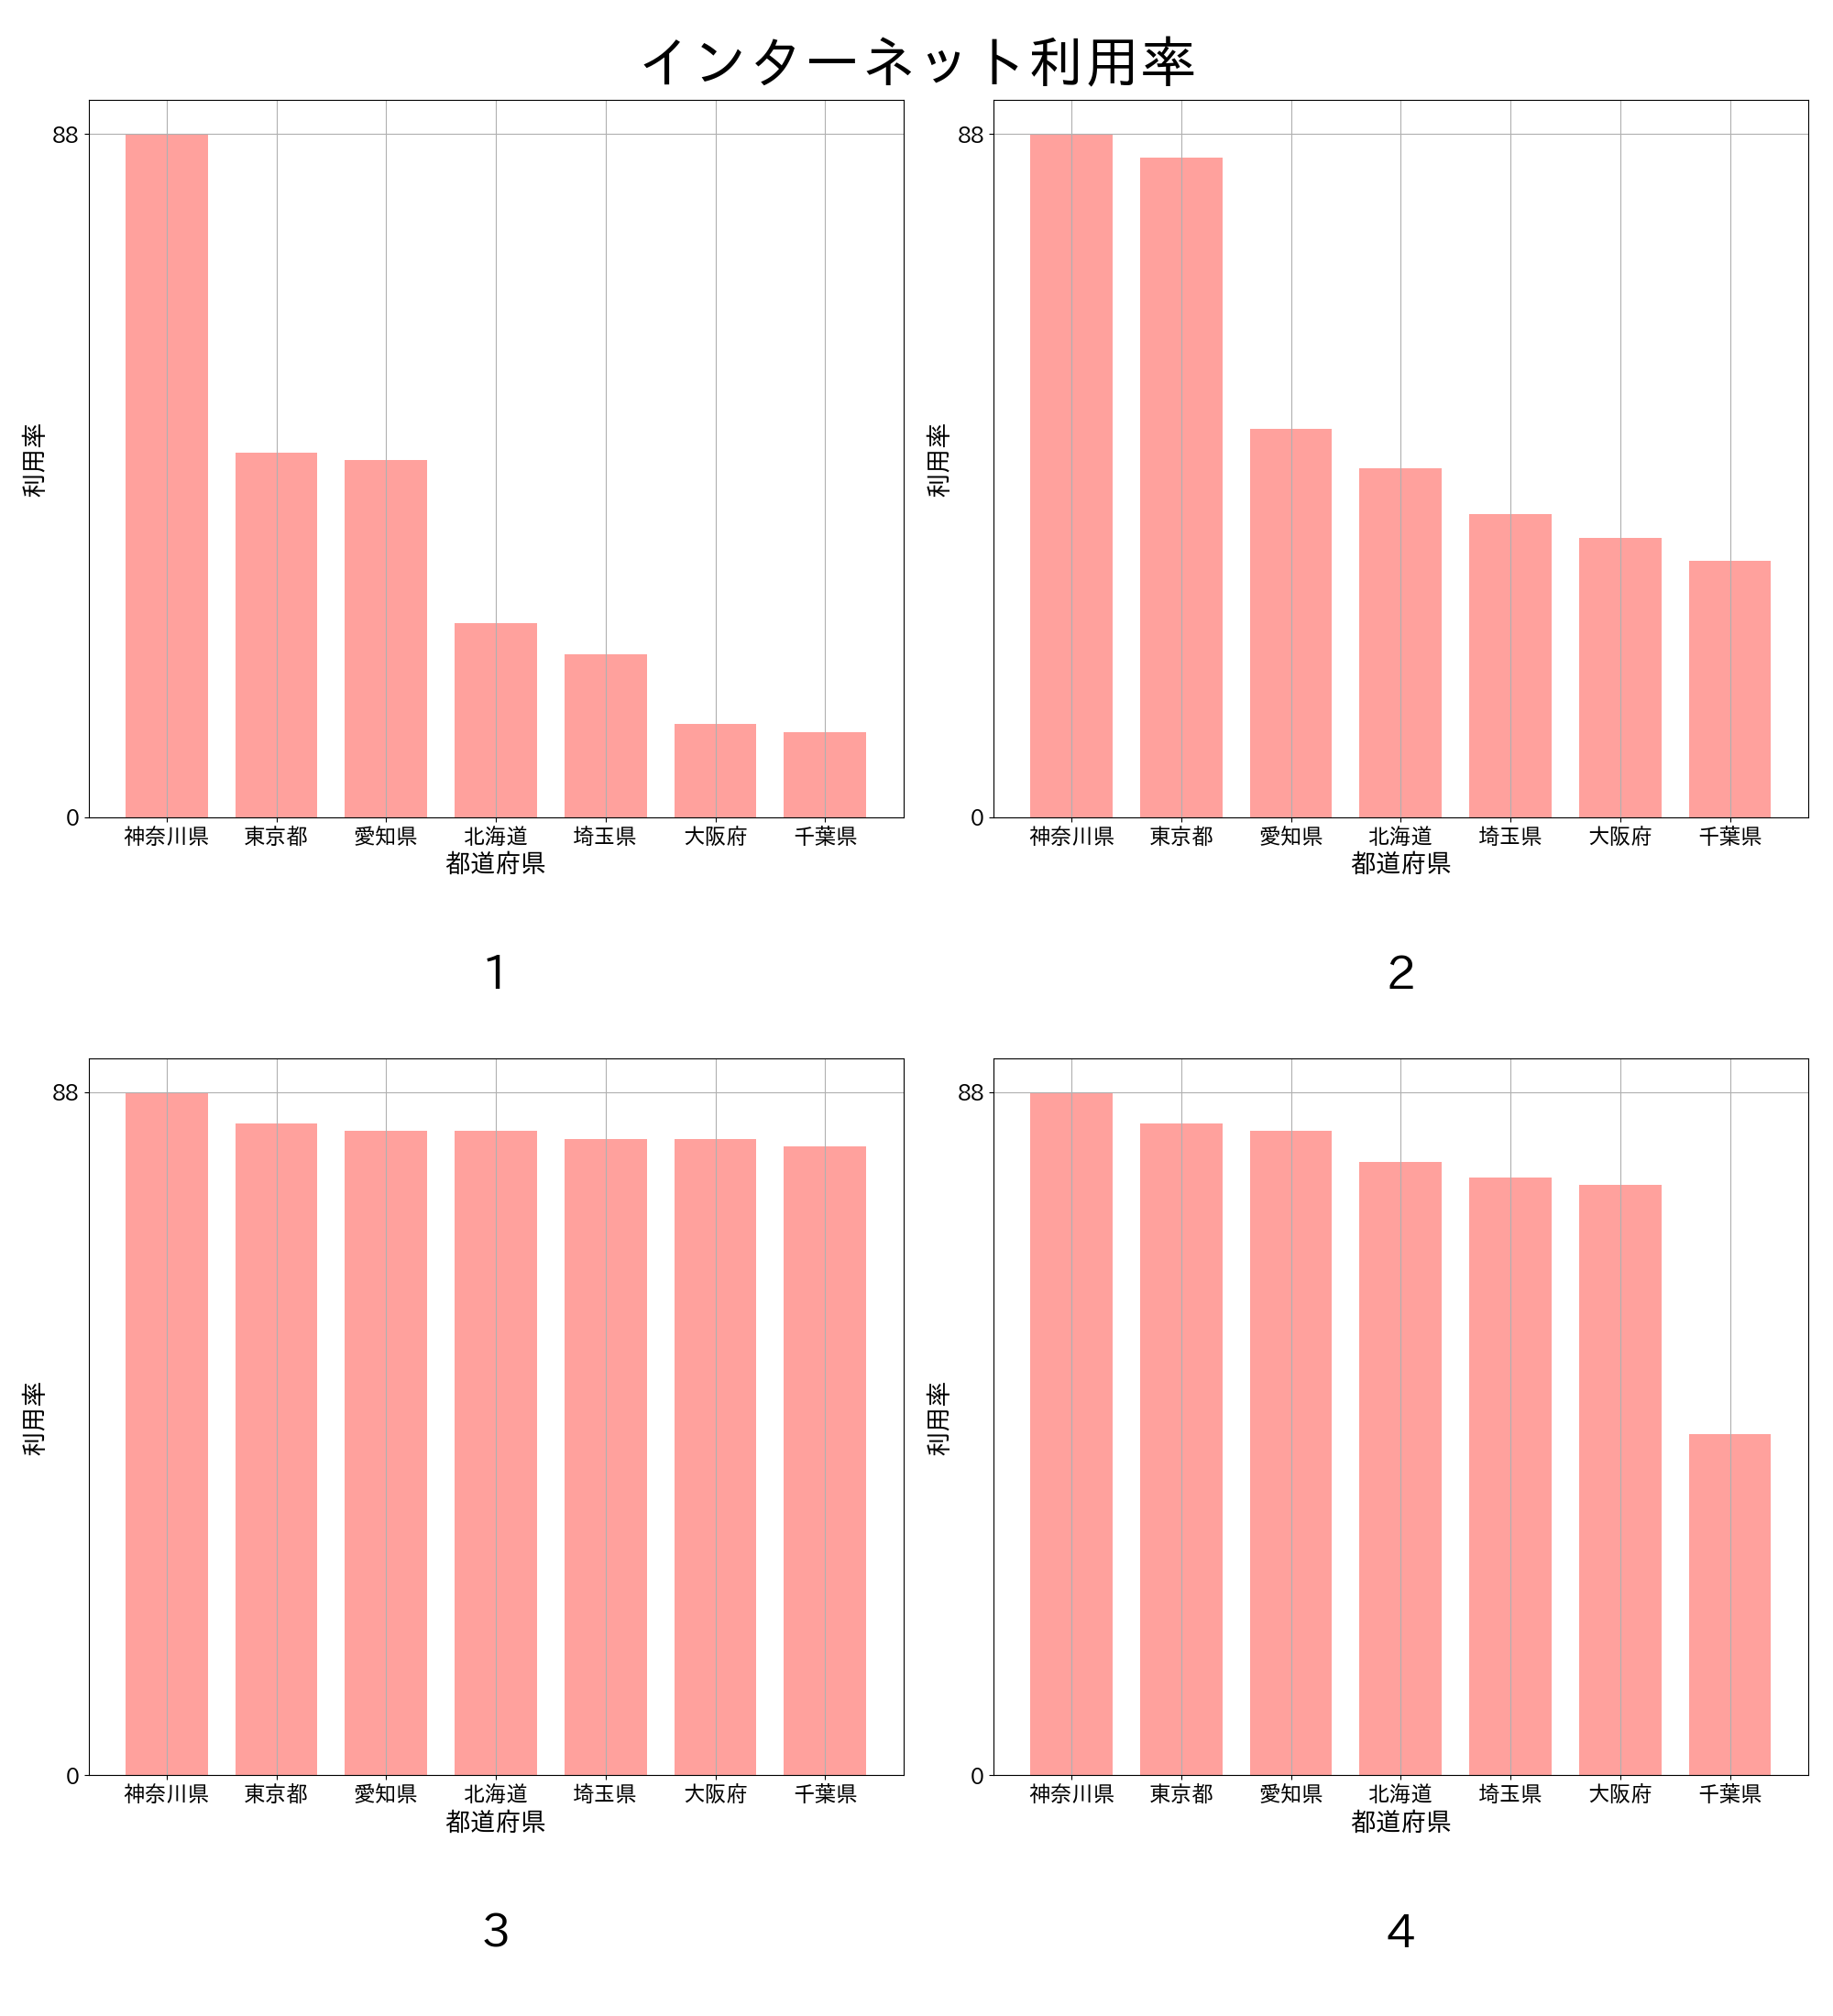 インターネット利用率
88
0
利用率
神奈川県 東京都 愛知県 北海道 埼玉県 大阪府 千葉県
都道府県
1
88
0
利用率
神奈川県 東京都 愛知県 北海道 埼玉県 大阪府 千葉県
都道府県
2
88
0
利用率
神奈川県 東京都 愛知県 北海道 埼玉県 大阪府 千葉県
都道府県
3
88
0
利用率
神奈川県 東京都 愛知県 北海道 埼玉県 大阪府 千葉県
都道府県
4